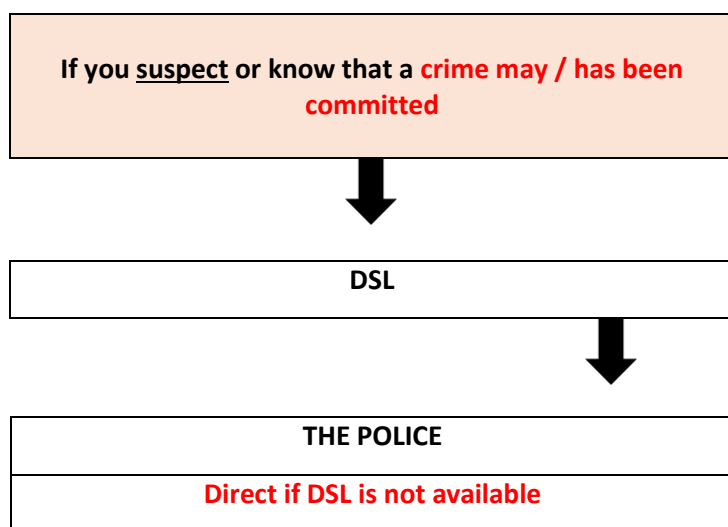 If you suspect or know that a crime may / has been
committed
DSL
THE POLICE
Direct if DSL is not available